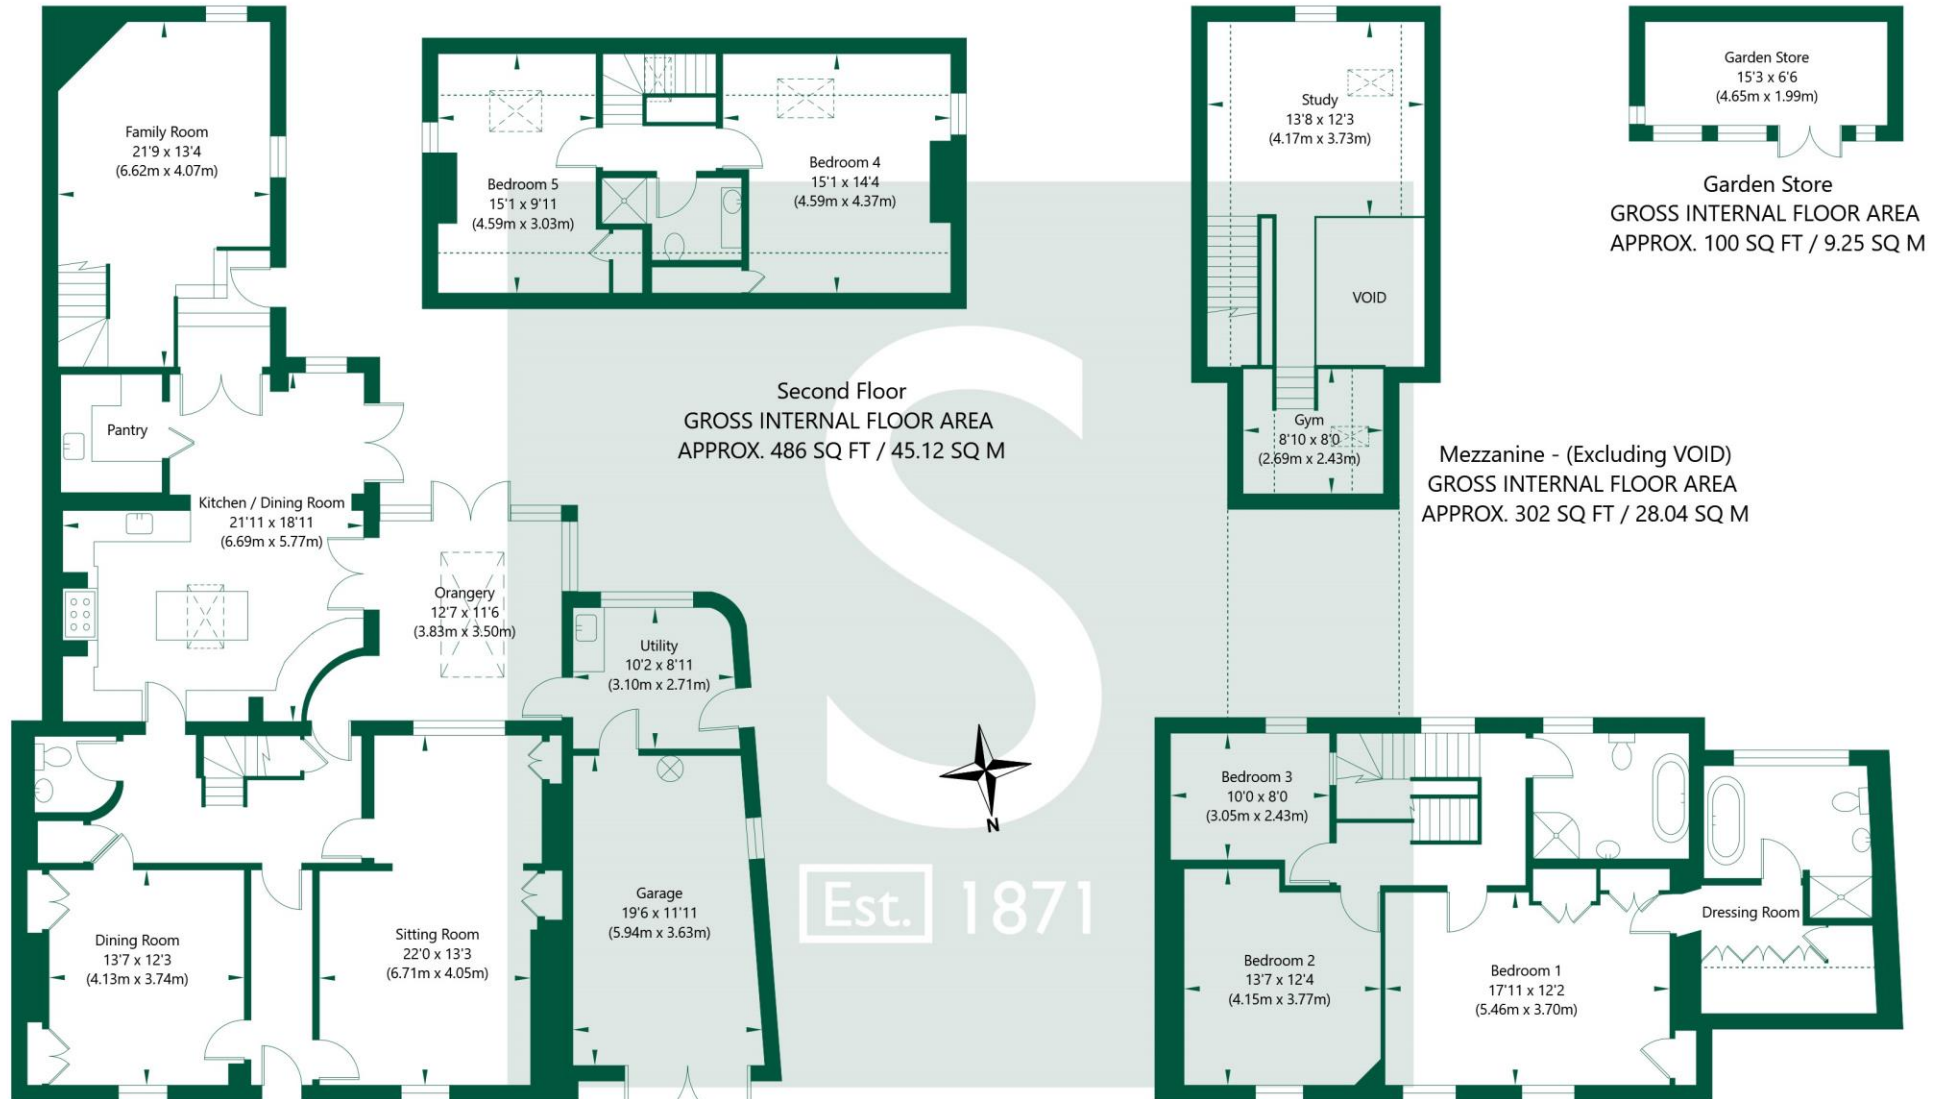 Family Room
21'9 x 13'4
(6.62m x 4.07m)
Bedroom 5
15'1 x 9'11
(4.59m x 3.03m)
Bedroom 4
15'1 x 14'4
(4.59m x 4.37m)
Second Floor
GROSS INTERNAL FLOOR AREA
APPROX. 486 SQ FT / 45.12 SQ M
Study
13'8 x 12'3
(4.17m x 3.73m)
VOID
Gym
8'10 x 8'0
(2.69m x 2.43m)
Mezzanine - (Excluding VOID)
GROSS INTERNAL FLOOR AREA
APPROX. 302 SQ FT / 28.04 SQ M
Garden Store
15'3 x 6'6
(4.65m x 1.99m)
Garden Store
GROSS INTERNAL FLOOR AREA
APPROX. 100 SQ FT / 9.25 SQ M
Pantry
Kitchen / Dining Room
21'11 x 18'11
(6.69m x 5.77m)
Orangery
12'7 x 11'6
(3.83m x 3.50m)
Utility
10'2 x 8'11
(3.10m x 2.71m)
Garage
19'6 x 11'11
(5.94m x 3.63m)
Dining Room
13'7 x 12'3
(4.13m x 3.74m)
Sitting Room
22'0 x 13'3
(6.71m x 4.05m)
S
Est. 1871
N
Bedroom 3
10'0 x 8'0
(3.05m x 2.43m)
Bedroom 2
13'7 x 12'4
(4.15m x 3.77m)
Bedroom 1
17'11 x 12'2
(5.46m x 3.70m)
Dressing Room